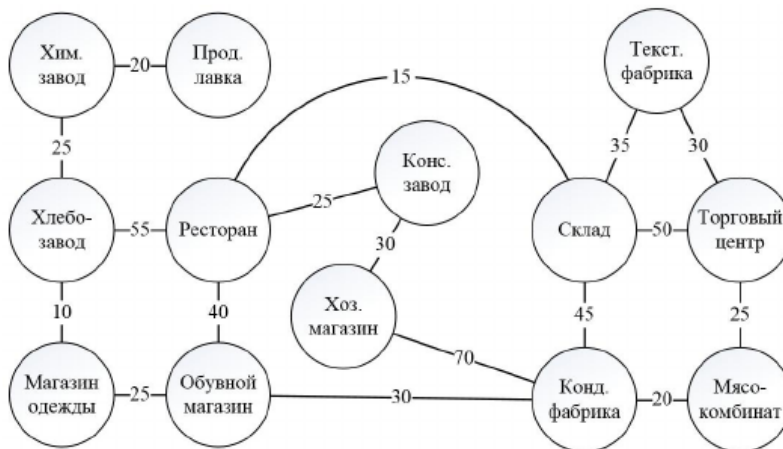 Хим.
завод
20
Прод.
лавка
15
Текст.
фабрика
25
35
30
Конс.
завод
25
Хлебо-
завод
55
Ресторан
Склад
50
Торговый
центр
30
10
40
Хоз.
магазин
45
25
70
Магазин
одежды
25
Обувной
магазин
30
Конд.
фабрика
20
Мясо-
комбинат